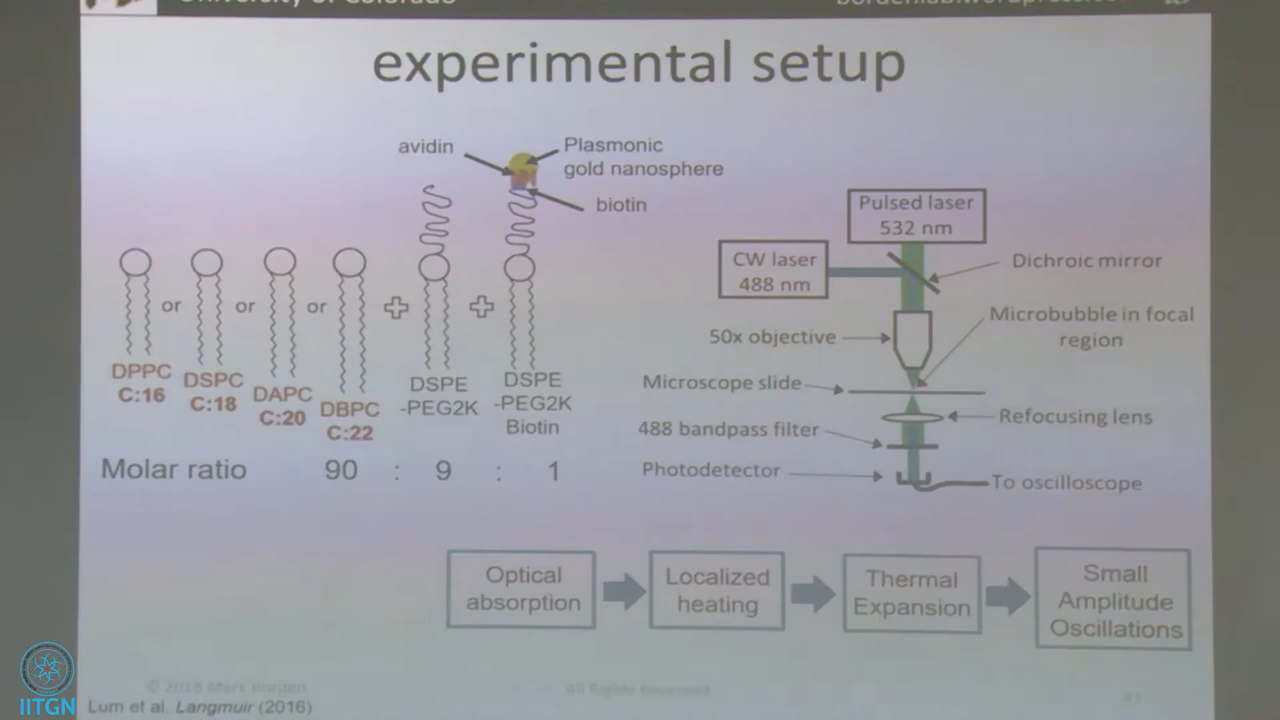 University of Colorado
experimental setup
avidin
Plasmonic
gold nanosphere
biotin
or
or
or
DPPC
C:16
DSPC
C:18
DAPC
C:20
DBPC
C:22
DSPE
-PEG2K
DSPE
-PEG2K
Biotin
Molar ratio 90 : 9 : 1
Pulsed laser
532 nm
CW laser
488 nm
Dichroic mirror
50x objective
Microbubble in focal
region
Microscope slide
Refocusing lens
488 bandpass filter
Photodetector
To oscilloscope
Optical
absorption
Localized
heating
Thermal
Expansion
Small
Amplitude
Oscillations
Mark Borden
All Rights Reserved
Lum et al. Langmuir (2016)
IITGN